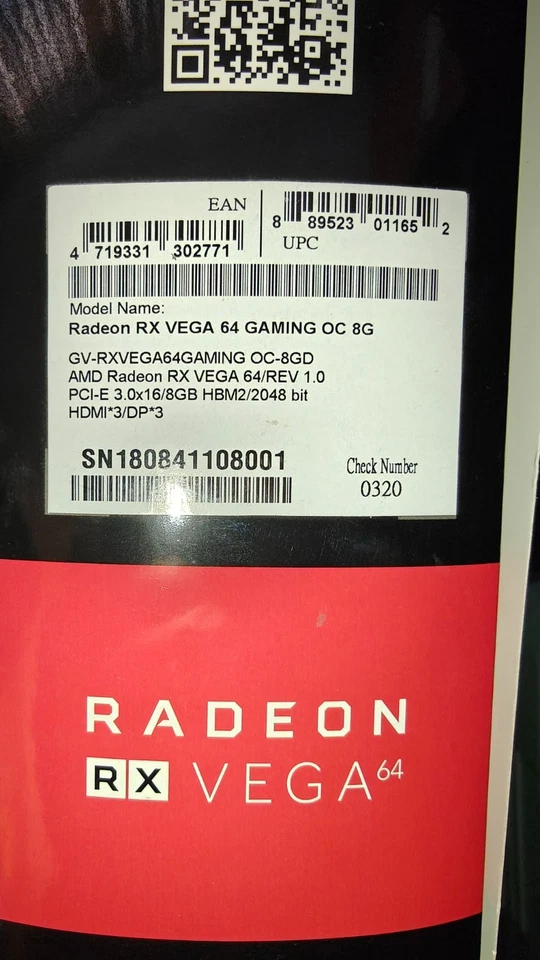 EAN
4 719331 302771
8 89523 01165 2
UPC
Model Name:
Radeon RX VEGA 64 GAMING OC 8G
GV-RXVEGA64GAMING OC-8GD
AMD Radeon RX VEGA 64/REV 1.0
PCI-E 3.0x16/8GB HBM2/2048 bit
HDMI*3/DP*3
SN180841108001
Check Number
0320
RADEON
RX VEGA 64